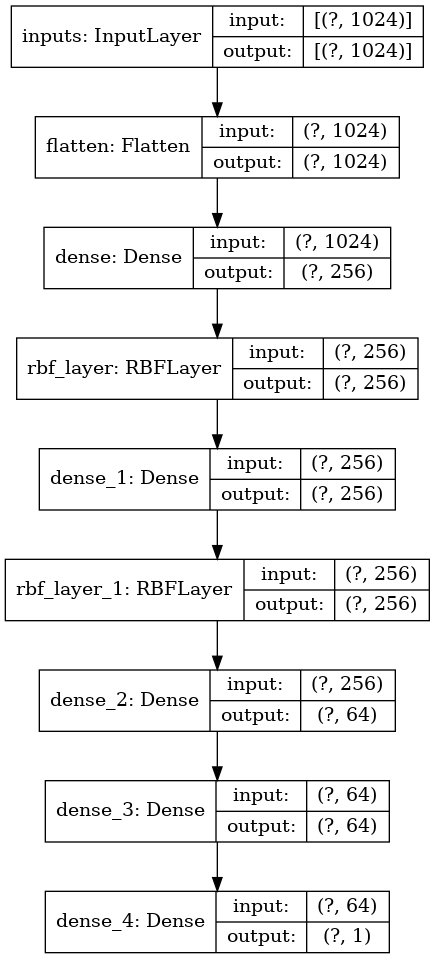 inputs: InputLayer
input:
[(?, 1024)]
output:
[(?, 1024)]
flatten: Flatten
input:
(?, 1024)
output:
(?, 1024)
dense: Dense
input:
(?, 1024)
output:
(?, 256)
rbf_layer: RBFLayer
input:
(?, 256)
output:
(?, 256)
dense_1: Dense
input:
(?, 256)
output:
(?, 256)
rbf_layer_1: RBFLayer
input:
(?, 256)
output:
(?, 256)
dense_2: Dense
input:
(?, 256)
output:
(?, 64)
dense_3: Dense
input:
(?, 64)
output:
(?, 64)
dense_4: Dense
input:
(?, 64)
output:
(?, 1)